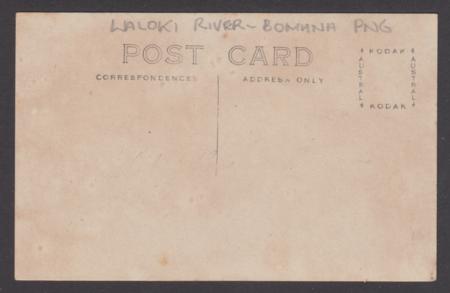 LALOKI RIVER - BOMANA PNG
POST CARD
CORRESPONDENCES
ADDRESS ONLY
KODAK
AUSTRAL
AUSTRAL
KODAK